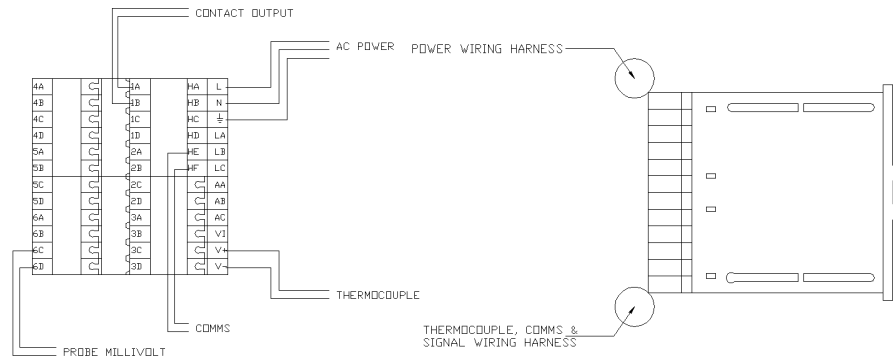 CONTACT OUTPUT
AC POWER
POWER WIRING HARNESS
4A 1A HA L
4B 1B HB N
4C 1C HC
4D 1D HD LA
5A 2A HE LB
5B 2B HF LC
5C 2C AA
5D 2D AB
6A 3A AC
6B 3B VI
6C 3C V+
6D 3D V-
THERMOCOUPLE
COMMS
PROBE MILLIVOLT
THERMOCOUPLE, COMMS &
SIGNAL WIRING HARNESS